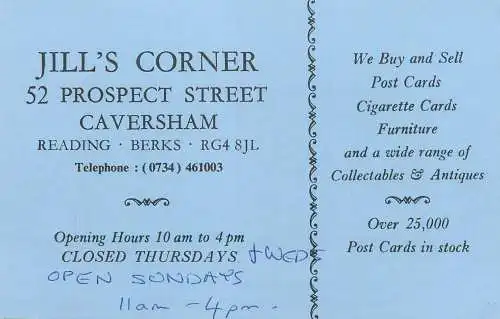 JILL'S CORNER
52 PROSPECT STREET
CAVERSHAM
READING · BERKS · RG4 8JL
Telephone : (0734) 461003
Opening Hours 10 am to 4 pm
CLOSED THURSDAYS + WEDS
OPEN SUNDAYS
11am - 4pm.
We Buy and Sell
Post Cards
Cigarette Cards
Furniture
and a wide range of
Collectables & Antiques
Over 25,000
Post Cards in stock